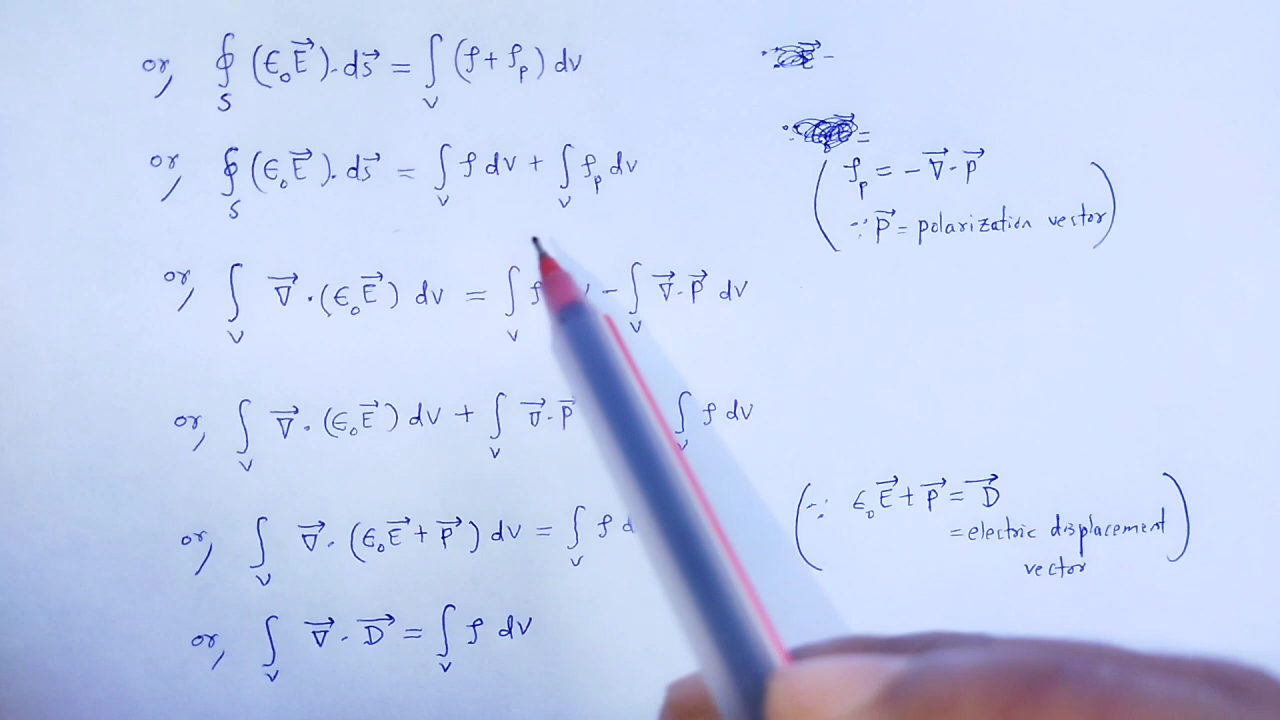 or, ∮_S (ϵ₀E⃗).ds⃗ = ∫_V (ρ + ρ_p) dv
or, ∮_S (ϵ₀E⃗).ds⃗ = ∫_V ρ dv + ∫_V ρ_p dv
(ρ_p = -∇⃗.P⃗
∵ P⃗ = polarization vector)
or, ∫_V ∇⃗.(ϵ₀E⃗) dv = ∫_V ρ - ∫_V ∇⃗.P⃗ dv
or, ∫_V ∇⃗.(ϵ₀E⃗) dv + ∫_V ∇⃗.P⃗ ∫_V ρ dv
or, ∫_V ∇⃗.(ϵ₀E⃗ + P⃗) dv = ∫_V ρ d
(∵ ϵ₀E⃗ + P⃗ = D⃗
= electric displacement
vector)
or, ∫_V ∇⃗.D⃗ = ∫_V ρ dv